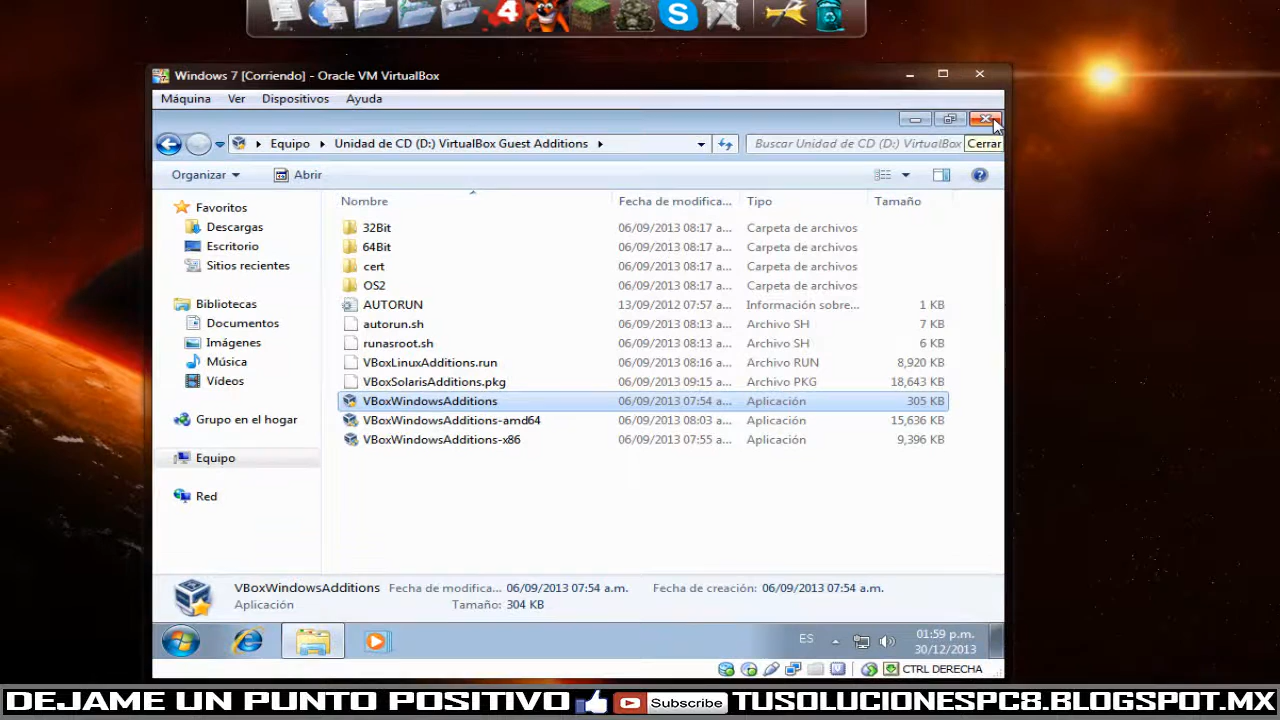 4
S
Windows 7 [Corriendo] - Oracle VM VirtualBox
Máquina Ver Dispositivos Ayuda
Equipo Unidad de CD (D:) VirtualBox Guest Additions
Buscar Unidad de CD (D:) VirtualBox
Cerrar
Organizar Abrir
Nombre Fecha de modifica... Tipo Tamaño
Favoritos
Descargas
Escritorio
Sitios recientes
Bibliotecas
Documentos
Imágenes
Música
Vídeos
Grupo en el hogar
Equipo
Red
32Bit 06/09/2013 08:17 a... Carpeta de archivos
64Bit 06/09/2013 08:17 a... Carpeta de archivos
cert 06/09/2013 08:17 a... Carpeta de archivos
OS2 06/09/2013 08:17 a... Carpeta de archivos
AUTORUN 13/09/2012 07:57 a... Información sobre... 1 KB
autorun.sh 06/09/2013 08:13 a... Archivo SH 7 KB
runasroot.sh 06/09/2013 08:13 a... Archivo SH 6 KB
VBoxLinuxAdditions.run 06/09/2013 08:16 a... Archivo RUN 8,920 KB
VBoxSolarisAdditions.pkg 06/09/2013 09:15 a... Archivo PKG 18,643 KB
VBoxWindowsAdditions 06/09/2013 07:54 a... Aplicación 305 KB
VBoxWindowsAdditions-amd64 06/09/2013 08:03 a... Aplicación 15,636 KB
VBoxWindowsAdditions-x86 06/09/2013 07:55 a... Aplicación 9,396 KB
VBoxWindowsAdditions Fecha de modifica... 06/09/2013 07:54 a.m. Fecha de creación: 06/09/2013 07:54 a.m.
Aplicación Tamaño: 304 KB
ES
01:59 p.m.
30/12/2013
CTRL DERECHA
DEJAME UN PUNTO POSITIVO Subscribe TUSOLUCIONESPC8.BLOGSPOT.MX